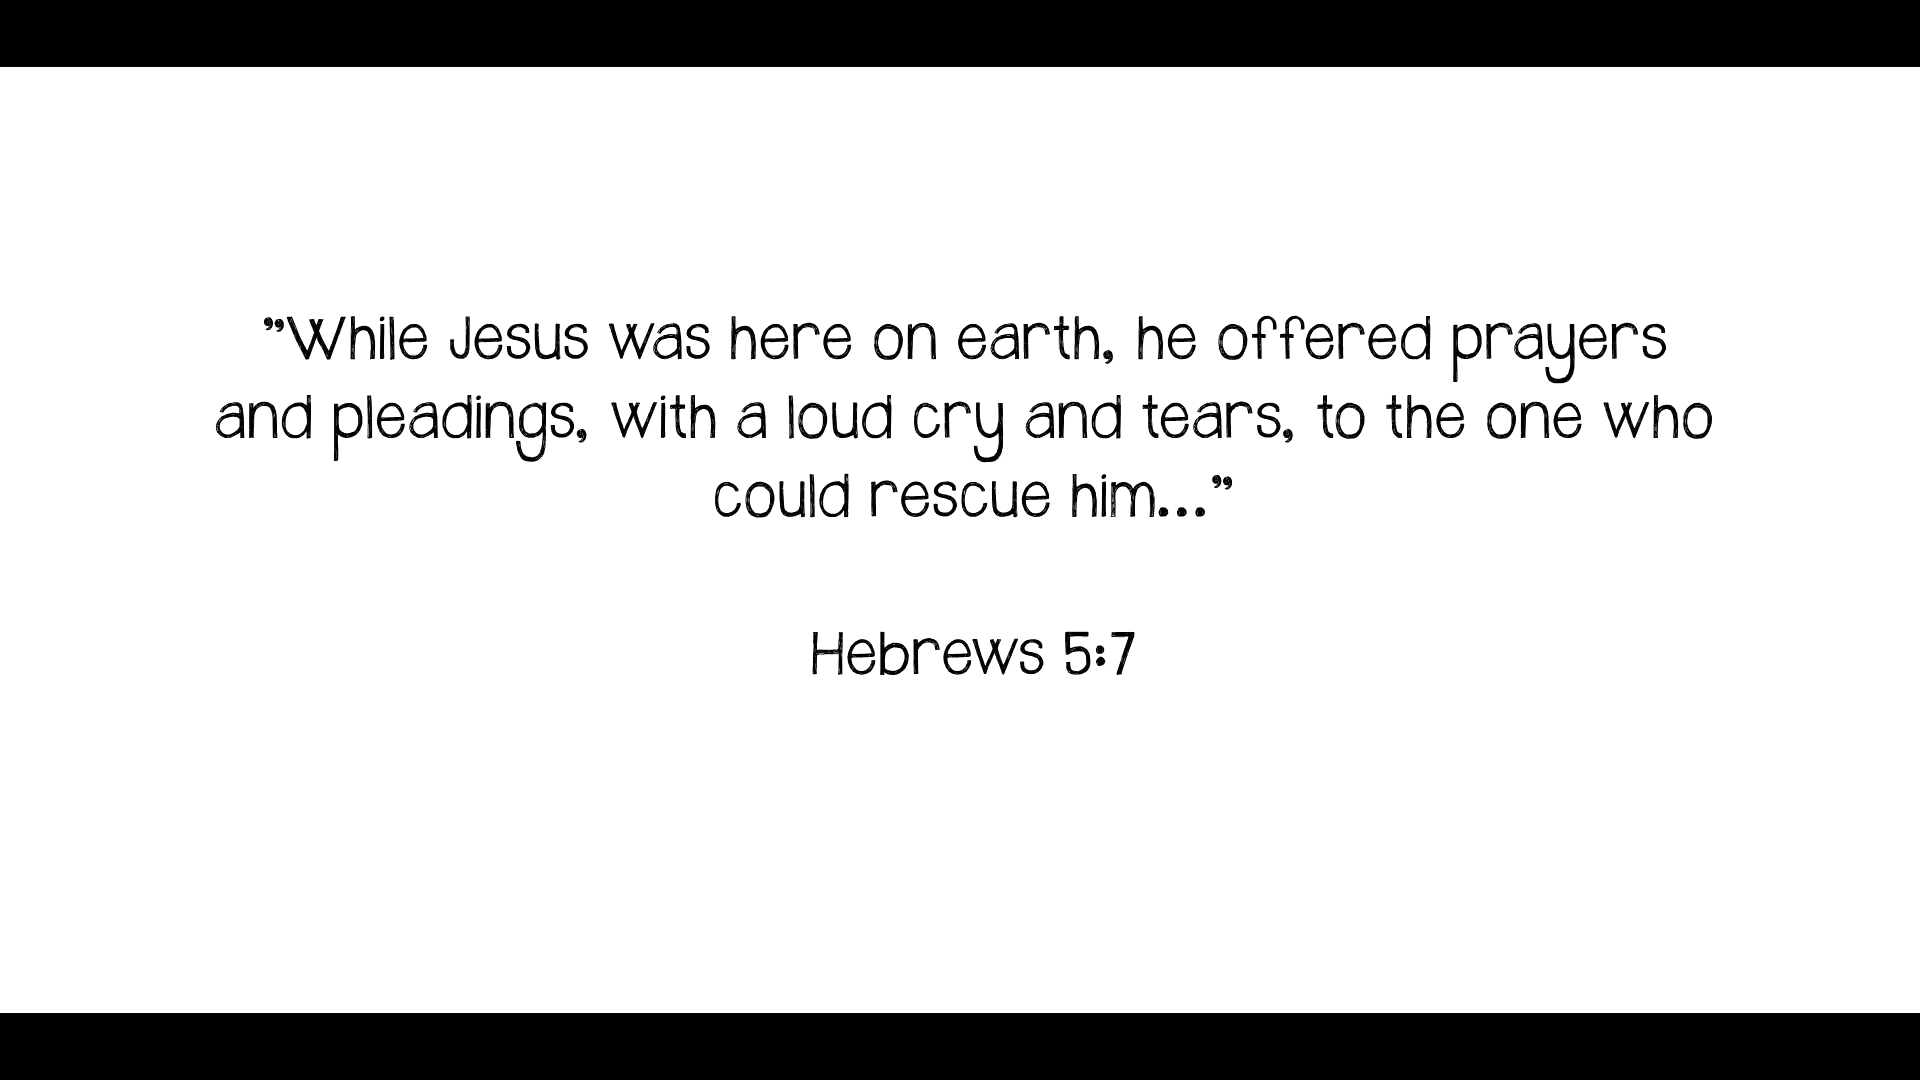 ”While Jesus was here on earth, he offered prayers
and pleadings, with a loud cry and tears, to the one who
could rescue him...”
Hebrews 5:7